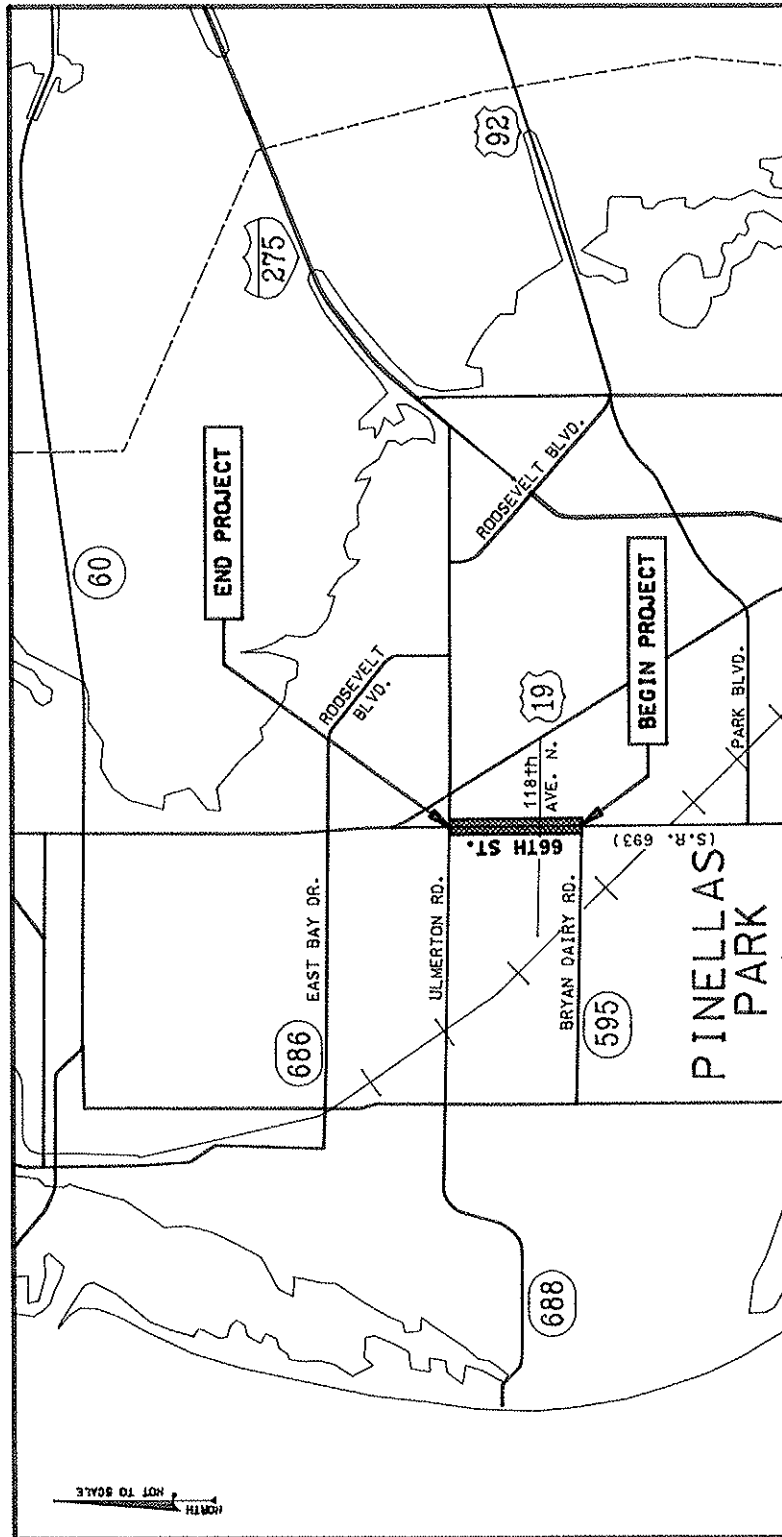 60
275
92
END PROJECT
ROOSEVELT
BLVD.
ROOSEVELT BLVD.
686
EAST BAY DR.
ULMERTON RD.
66TH ST.
118th
AVE. N.
19
BEGIN PROJECT
BRYAN DAIRY RD.
595
(S.R. 693)
PARK BLVD.
PINELLAS
PARK
688
NORTH
NOT TO SCALE